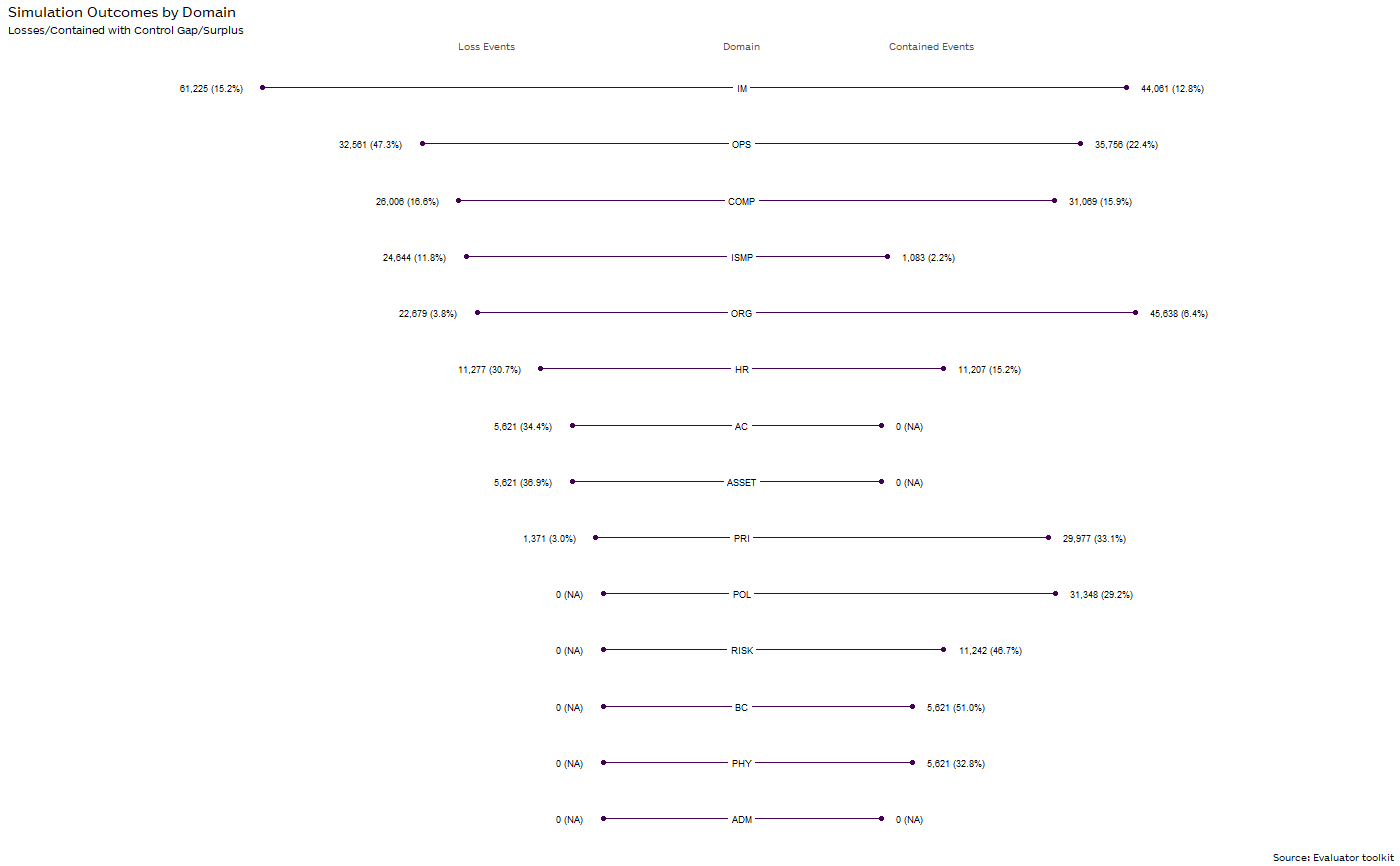 Simulation Outcomes by Domain
Losses/Contained with Control Gap/Surplus
Loss Events Domain Contained Events
61,225 (15.2%) IM 44,061 (12.8%)
32,561 (47.3%) OPS 35,756 (22.4%)
26,006 (16.6%) COMP 31,069 (15.9%)
24,644 (11.8%) ISMP 1,083 (2.2%)
22,679 (3.8%) ORG 45,638 (6.4%)
11,277 (30.7%) HR 11,207 (15.2%)
5,621 (34.4%) AC 0 (NA)
5,621 (36.9%) ASSET 0 (NA)
1,371 (3.0%) PRI 29,977 (33.1%)
0 (NA) POL 31,348 (29.2%)
0 (NA) RISK 11,242 (46.7%)
0 (NA) BC 5,621 (51.0%)
0 (NA) PHY 5,621 (32.8%)
0 (NA) ADM 0 (NA)
Source: Evaluator toolkit